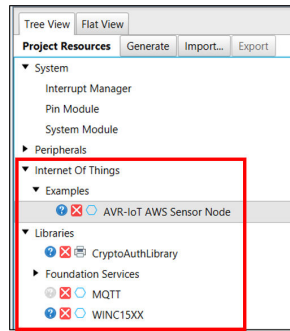 Tree View Flat View
Project Resources Generate Import... Export
System
Interrupt Manager
Pin Module
System Module
Peripherals
Internet Of Things
Examples
AVR-IoT AWS Sensor Node
Libraries
CryptoAuthLibrary
Foundation Services
MQTT
WINC15XX